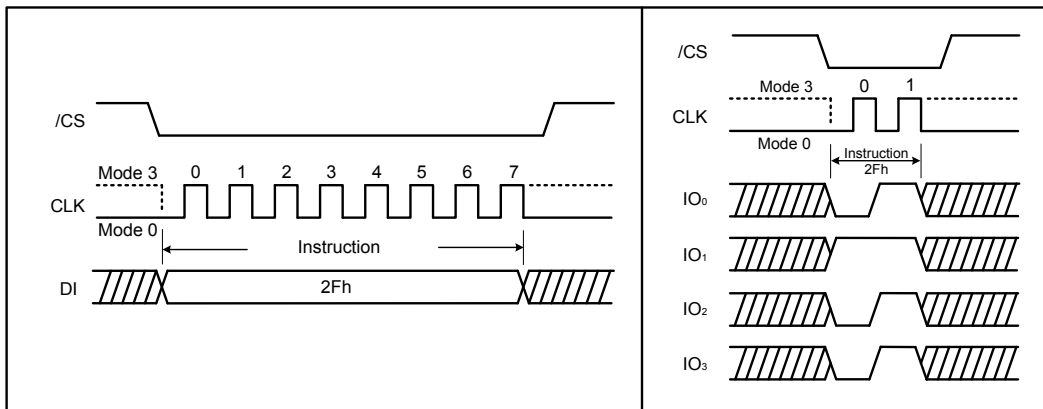 /CS
Mode 3 0 1 2 3 4 5 6 7
CLK
Mode 0
Instruction
DI 2Fh
/CS
Mode 3 0 1
CLK
Mode 0 Instruction
2Fh
IO0
IO1
IO2
IO3